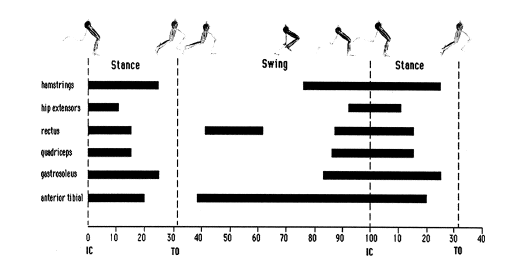 Stance Swing Stance
hamstrings
hip extensors
rectus
quadriceps
gastrosoleus
anterior tibial
0 10 20 30 40 50 60 70 80 90 100 10 20 30 40
IC TO IC TO